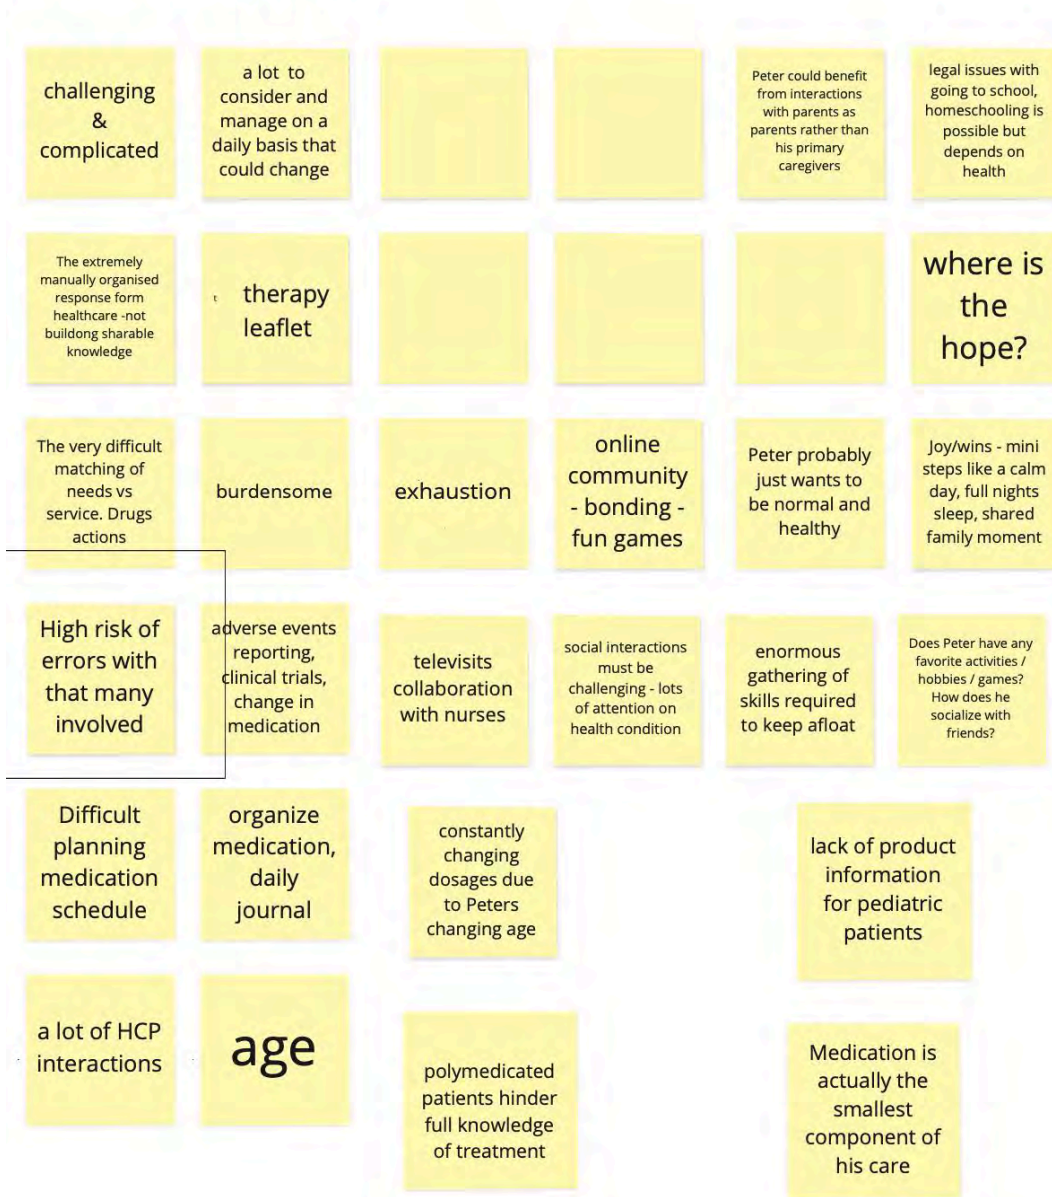 challenging
&
complicated
a lot to
consider and
manage on a
daily basis that
could change
Peter could benefit
from interactions
with parents as
parents rather than
his primary
caregivers
legal issues with
going to school,
homeschooling is
possible but
depends on
health
The extremely
manually organised
response form
healthcare -not
buildong sharable
knowledge
t
therapy
leaflet
where is
the
hope?
The very difficult
matching of
needs vs
service. Drugs
actions
burdensome
exhaustion
online
community
- bonding -
fun games
Peter probably
just wants to
be normal and
healthy
Joy/wins - mini
steps like a calm
day, full nights
sleep, shared
family moment
High risk of
errors with
that many
involved
adverse events
reporting,
clinical trials,
change in
medication
televisits
collaboration
with nurses
social interactions
must be
challenging - lots
of attention on
health condition
enormous
gathering of
skills required
to keep afloat
Does Peter have any
favorite activities /
hobbies / games?
How does he
socialize with
friends?
Difficult
planning
medication
schedule
organize
medication,
daily
journal
constantly
changing
dosages due
to Peters
changing age
lack of product
information
for pediatric
patients
a lot of HCP
interactions
age
polymedicated
patients hinder
full knowledge
of treatment
Medication is
actually the
smallest
component of
his care